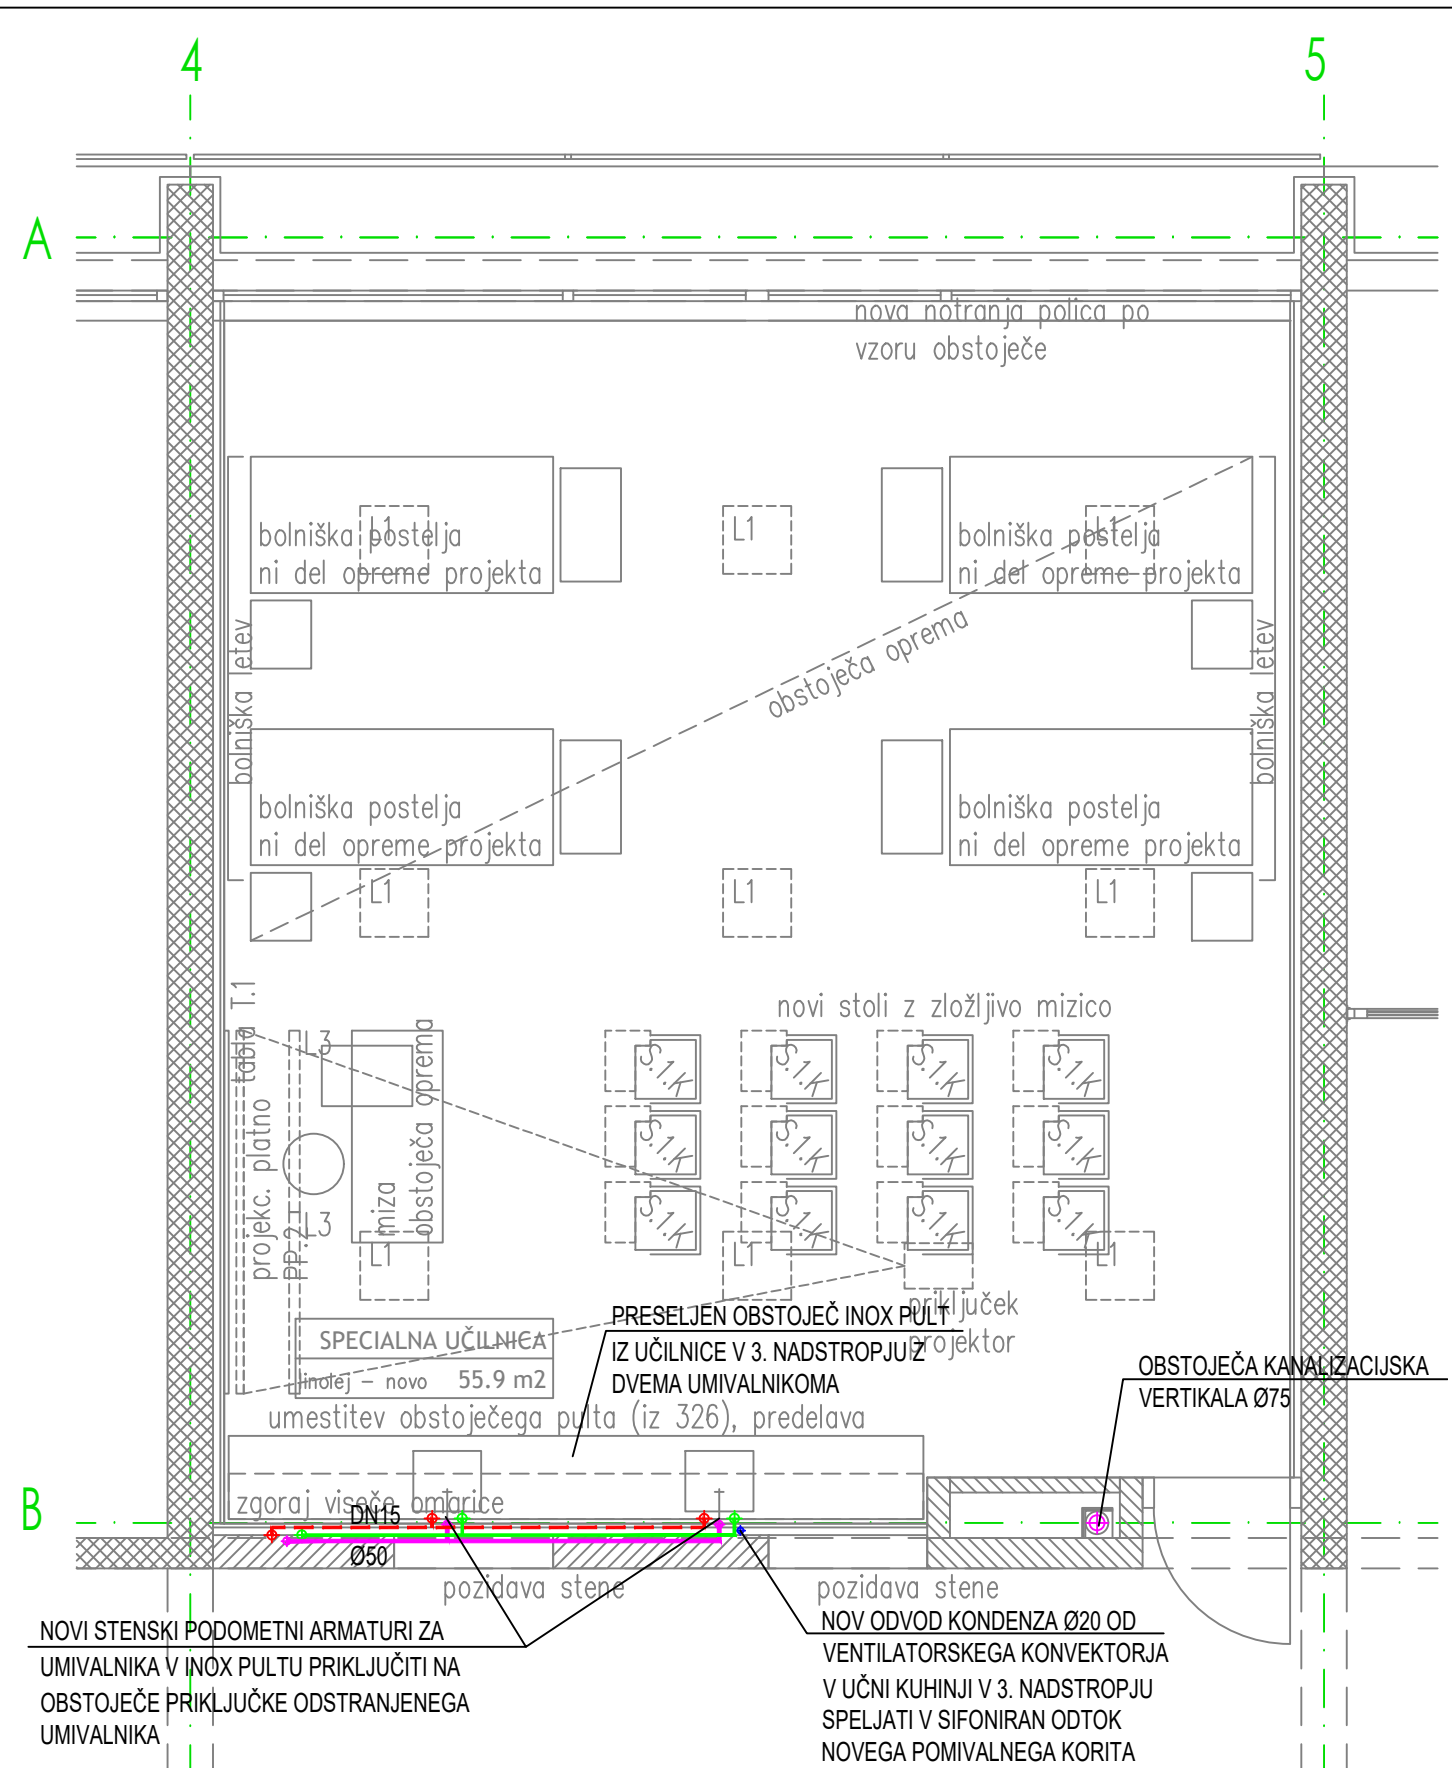 4
5
A
nova notranja polica po
vzoru obstoječe
bolniška postelja
ni del opreme projekta
L1
L1
bolniška postelja
ni del opreme projekta
L1
bolniška letev
obstoječa oprema
bolniška letev
bolniška postelja
ni del opreme projekta
bolniška postelja
ni del opreme projekta
L1
L1
L1
tabla T.1
novi stoli z zložljivo mizico
L3
projekc. platno
PP.2
L3
miza
obstoječa oprema
S.1.K
S.1.K
S.1.K
S.1.K
S.1.K
S.1.K
S.1.K
S.1.K
S.1.K
S.1.K
S.1.K
S.1.K
L1
L1
L1
priključek
projektor
PRESELJEN OBSTOJEČ INOX PULT
IZ UČILNICE V 3. NADSTROPJU Z
DVEMA UMIVALNIKOMA
SPECIALNA UČILNICA
linolej – novo 55.9 m2
OBSTOJEČA KANALIZACIJSKA
VERTIKALA Ø75
umestitev obstoječega pulta (iz 326), predelava
zgoraj viseče omarice
B
DN15
Ø50
pozidava stene
pozidava stene
NOVI STENSKI PODOMETNI ARMATURI ZA
UMIVALNIKA V INOX PULTU PRIKLJUČITI NA
OBSTOJEČE PRIKLJUČKE ODSTRANJENEGA
UMIVALNIKA
NOV ODVOD KONDENZA Ø20 OD
VENTILATORSKEGA KONVEKTORJA
V UČNI KUHINJI V 3. NADSTROPJU
SPELJATI V SIFONIRAN ODTOK
NOVEGA POMIVALNEGA KORITA